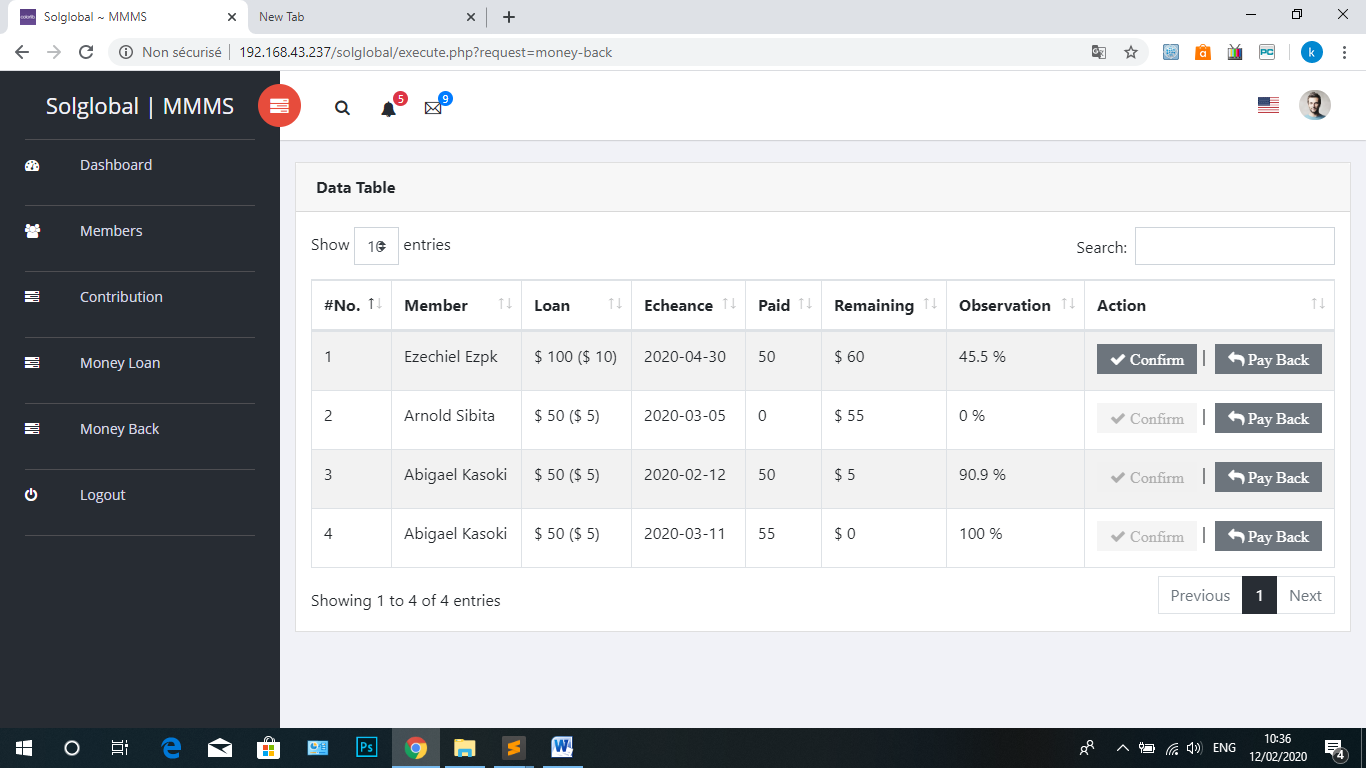 Solglobal ~ MMMS
New Tab
Non sécurisé 192.168.43.237/solglobal/execute.php?request=money-back
PC
k
Solglobal | MMMS
5
9
Dashboard
Members
Contribution
Money Loan
Money Back
Logout
Data Table
Show 10 entries
Search:
#No. Member Loan Echeance Paid Remaining Observation Action
1 Ezechiel Ezpk $ 100 ($ 10) 2020-04-30 50 $ 60 45.5 % Confirm | Pay Back
2 Arnold Sibita $ 50 ($ 5) 2020-03-05 0 $ 55 0 % Confirm | Pay Back
3 Abigael Kasoki $ 50 ($ 5) 2020-02-12 50 $ 5 90.9 % Confirm | Pay Back
4 Abigael Kasoki $ 50 ($ 5) 2020-03-11 55 $ 0 100 % Confirm | Pay Back
Showing 1 to 4 of 4 entries
Previous 1 Next
Ps
W
ENG
10:36
12/02/2020
4